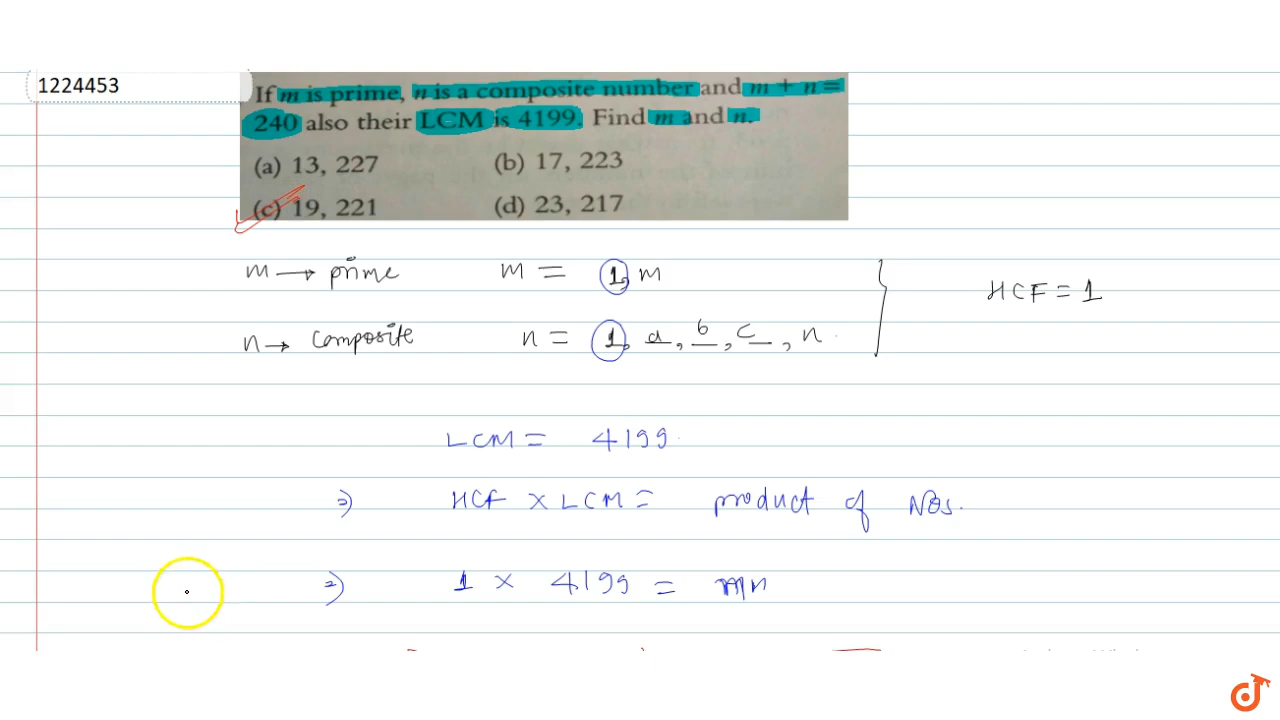 1224453
If m is prime, n is a composite number and m + n =
240 also their LCM is 4199. Find m and n.
(a) 13, 227 (b) 17, 223
(c) 19, 221 (d) 23, 217
m → prime m = 1, m
HCF = 1
n → composite n = 1, a, b, c, n
LCM = 4199
⇒ HCF × LCM = product of NOs.
⇒ 1 × 4199 = mn